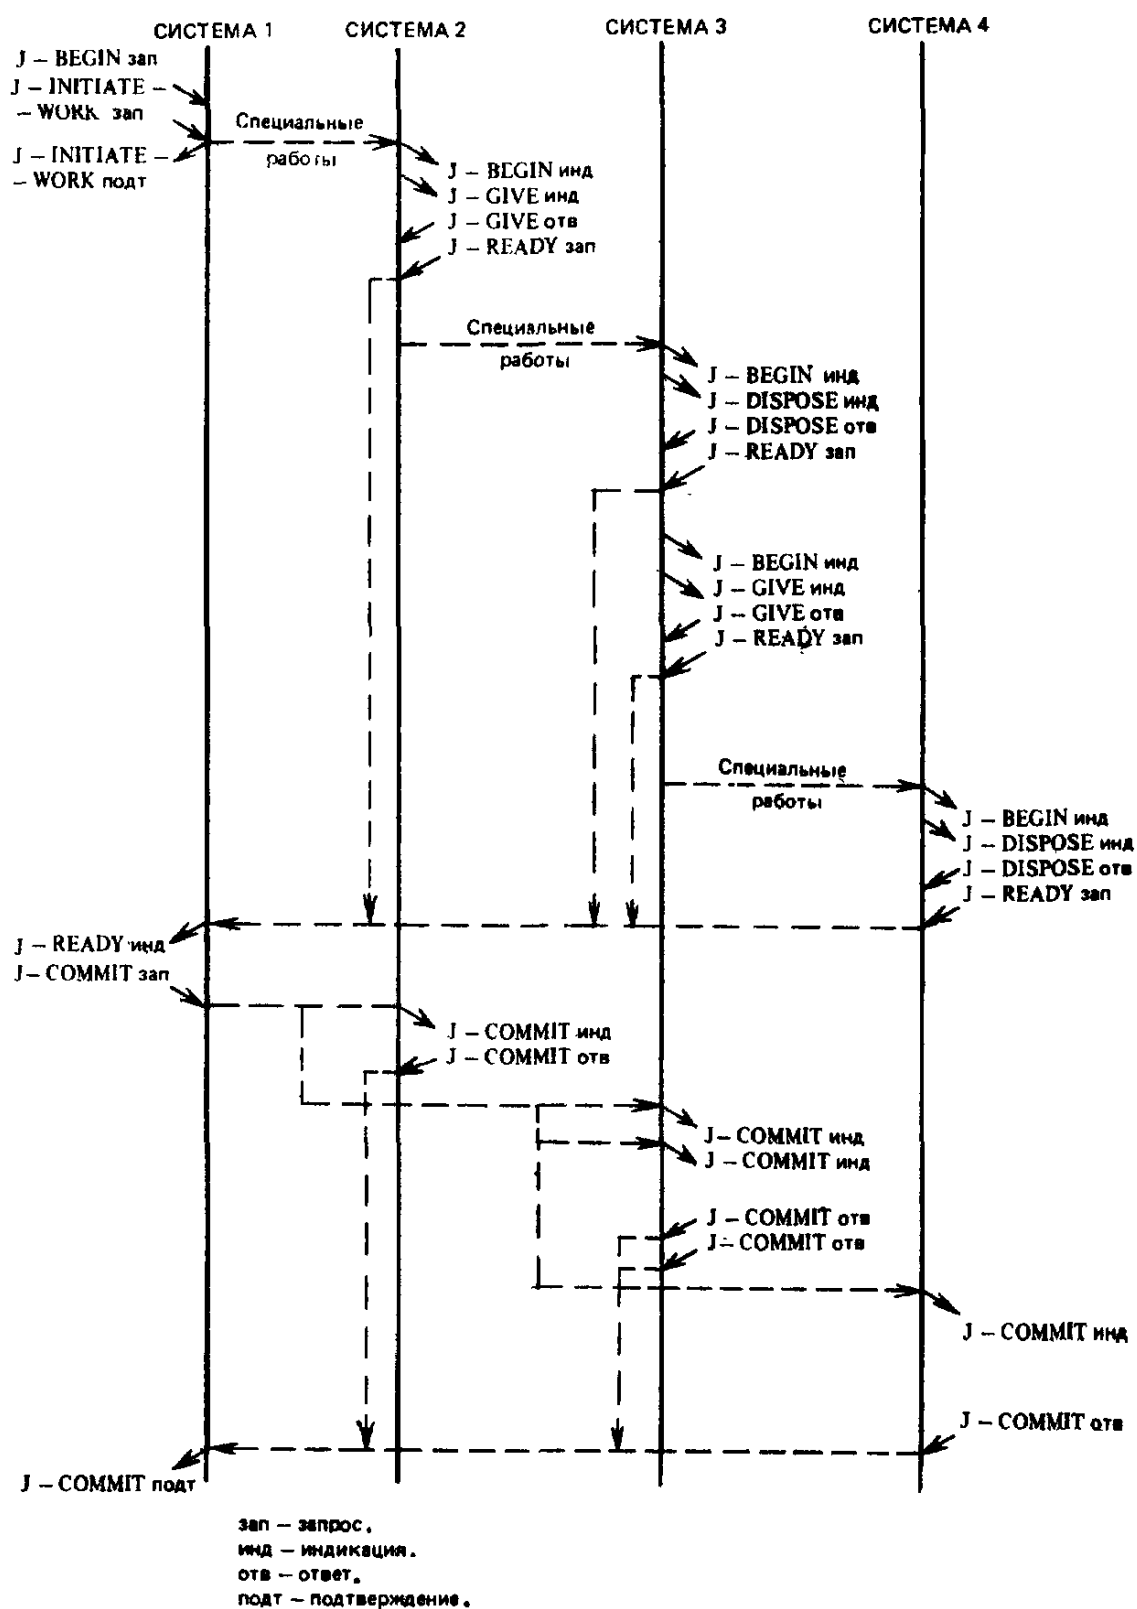 СИСТЕМА 1 СИСТЕМА 2 СИСТЕМА 3 СИСТЕМА 4
J – BEGIN зап
J – INITIATE –
– WORK зап
J – INITIATE –
– WORK подт
Специальные
работы
J – BEGIN инд
J – GIVE инд
J – GIVE отв
J – READY зап
Специальные
работы
J – BEGIN инд
J – DISPOSE инд
J – DISPOSE отв
J – READY зап
J – BEGIN инд
J – GIVE инд
J – GIVE отв
J – READY зап
Специальные
работы
J – BEGIN инд
J – DISPOSE инд
J – DISPOSE отв
J – READY зап
J – READY инд
J – COMMIT зап
J – COMMIT инд
J – COMMIT отв
J – COMMIT инд
J – COMMIT инд
J – COMMIT отв
J – COMMIT отв
J – COMMIT инд
J – COMMIT отв
J – COMMIT подт
зап – запрос.
инд – индикация.
отв – ответ.
подт – подтверждение.